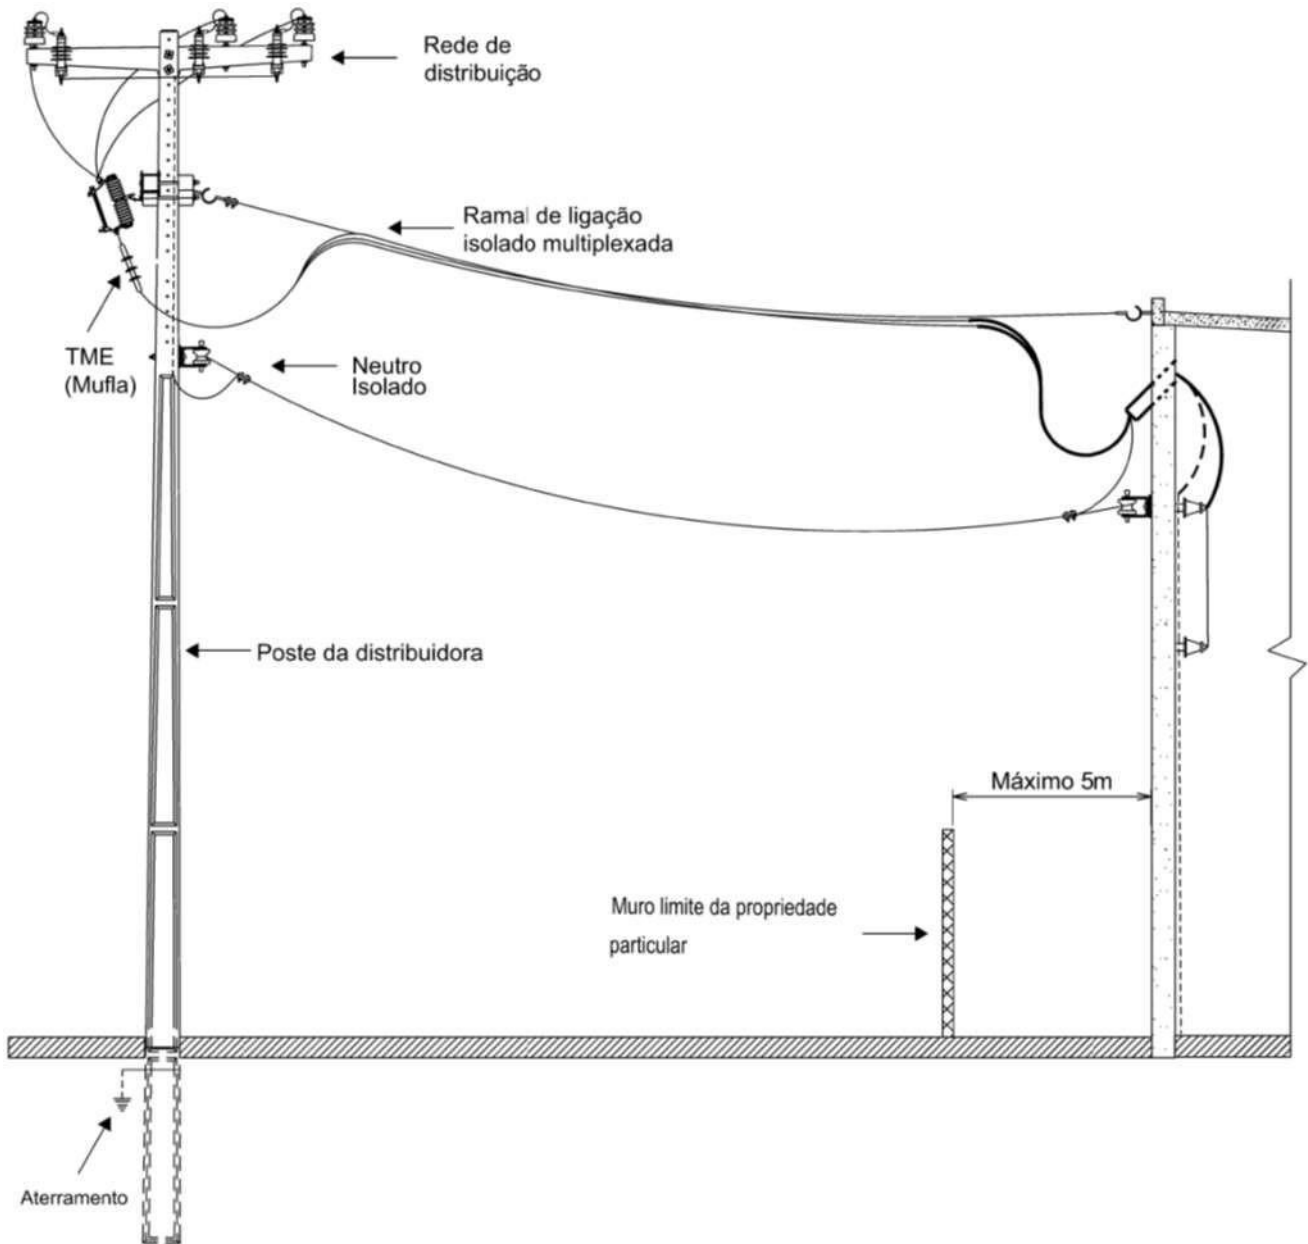 Rede de
distribuição
Ramal de ligação
isolado multiplexada
TME
(Mufla)
Neutro
Isolado
Poste da distribuidora
Máximo 5m
Muro limite da propriedade
particular
Aterramento